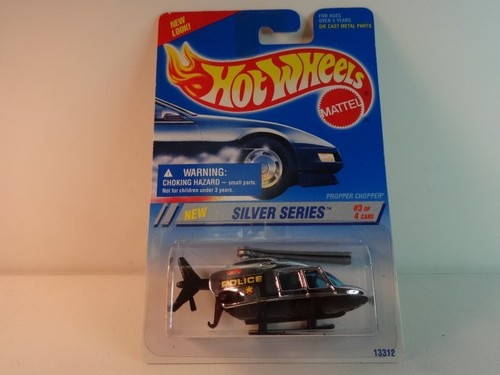 NEW
LOOK!
FOR AGES
OVER 3 YEARS
DIE CAST METAL PARTS
HOT WHEELS
MATTEL
WARNING:
CHOKING HAZARD — small parts.
Not for children under 3 years.
PROPPER CHOPPER
NEW
SILVER SERIES™
#3 OF
4 CARS
POLICE
13312